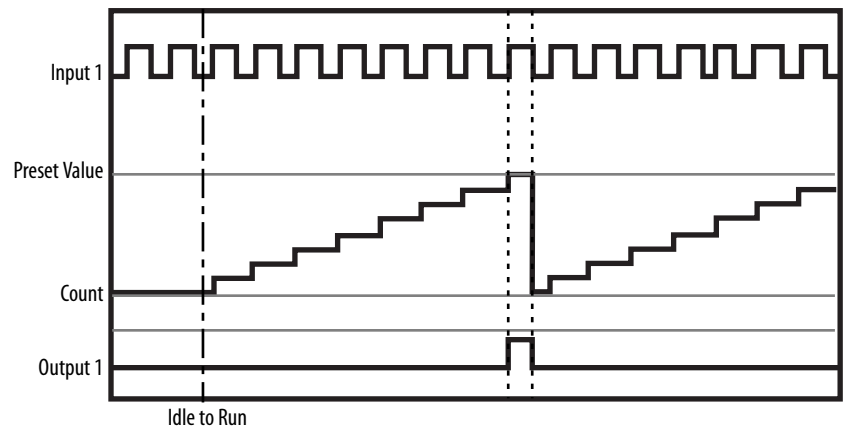 Input 1
Preset Value
Count
Output 1
Idle to Run